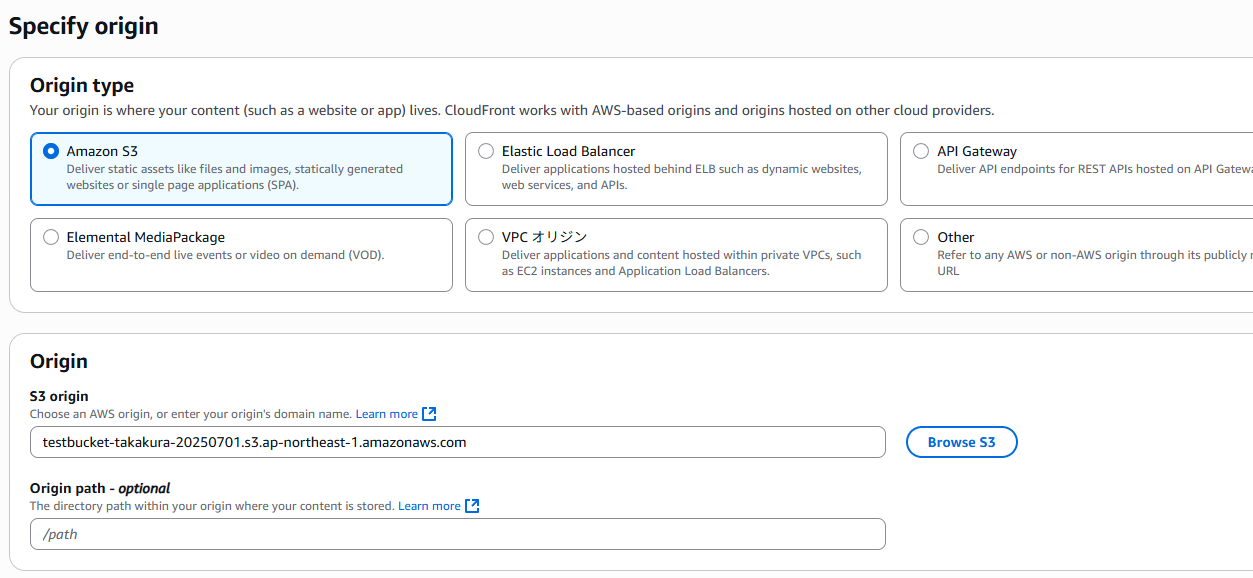 Specify origin
Origin type
Your origin is where your content (such as a website or app) lives. CloudFront works with AWS-based origins and origins hosted on other cloud providers.
Amazon S3
Deliver static assets like files and images, statically generated
websites or single page applications (SPA).
Elastic Load Balancer
Deliver applications hosted behind ELB such as dynamic websites,
web services, and APIs.
API Gateway
Deliver API endpoints for REST APIs hosted on API
Elemental MediaPackage
Deliver end-to-end live events or video on demand (VOD).
VPC オリジン
Deliver applications and content hosted within private VPCs, such
as EC2 instances and Application Load Balancers.
Other
Refer to any AWS or non-AWS origin through its publicly
URL
Origin
S3 origin
Choose an AWS origin, or enter your origin's domain name. Learn more
testbucket-takakura-20250701.s3.ap-northeast-1.amazonaws.com
Browse S3
Origin path - optional
The directory path within your origin where your content is stored. Learn more
/path